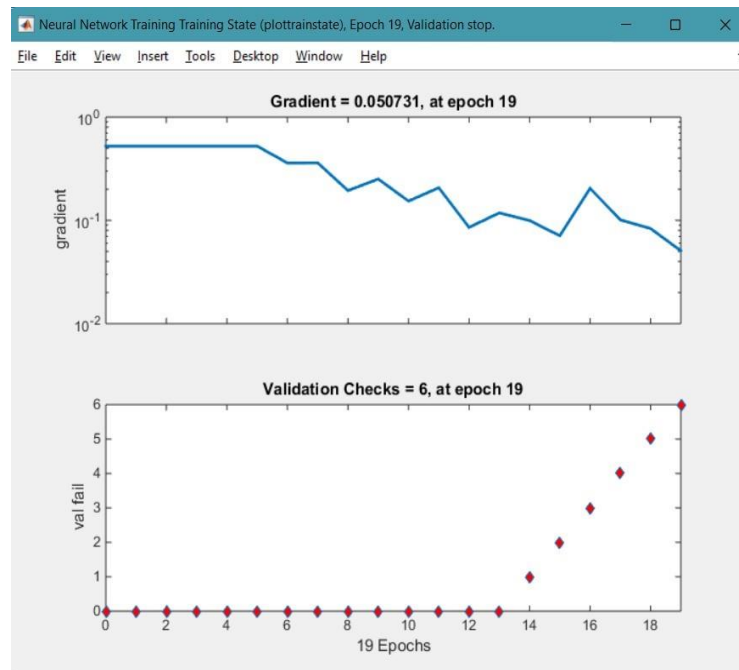 Neural Network Training Training State (plottrainstate), Epoch 19, Validation stop.
File Edit View Insert Tools Desktop Window Help
Gradient = 0.050731, at epoch 19
10^0
10^-1
10^-2
gradient
Validation Checks = 6, at epoch 19
6
5
4
3
2
1
0
val fail
0 2 4 6 8 10 12 14 16 18
19 Epochs